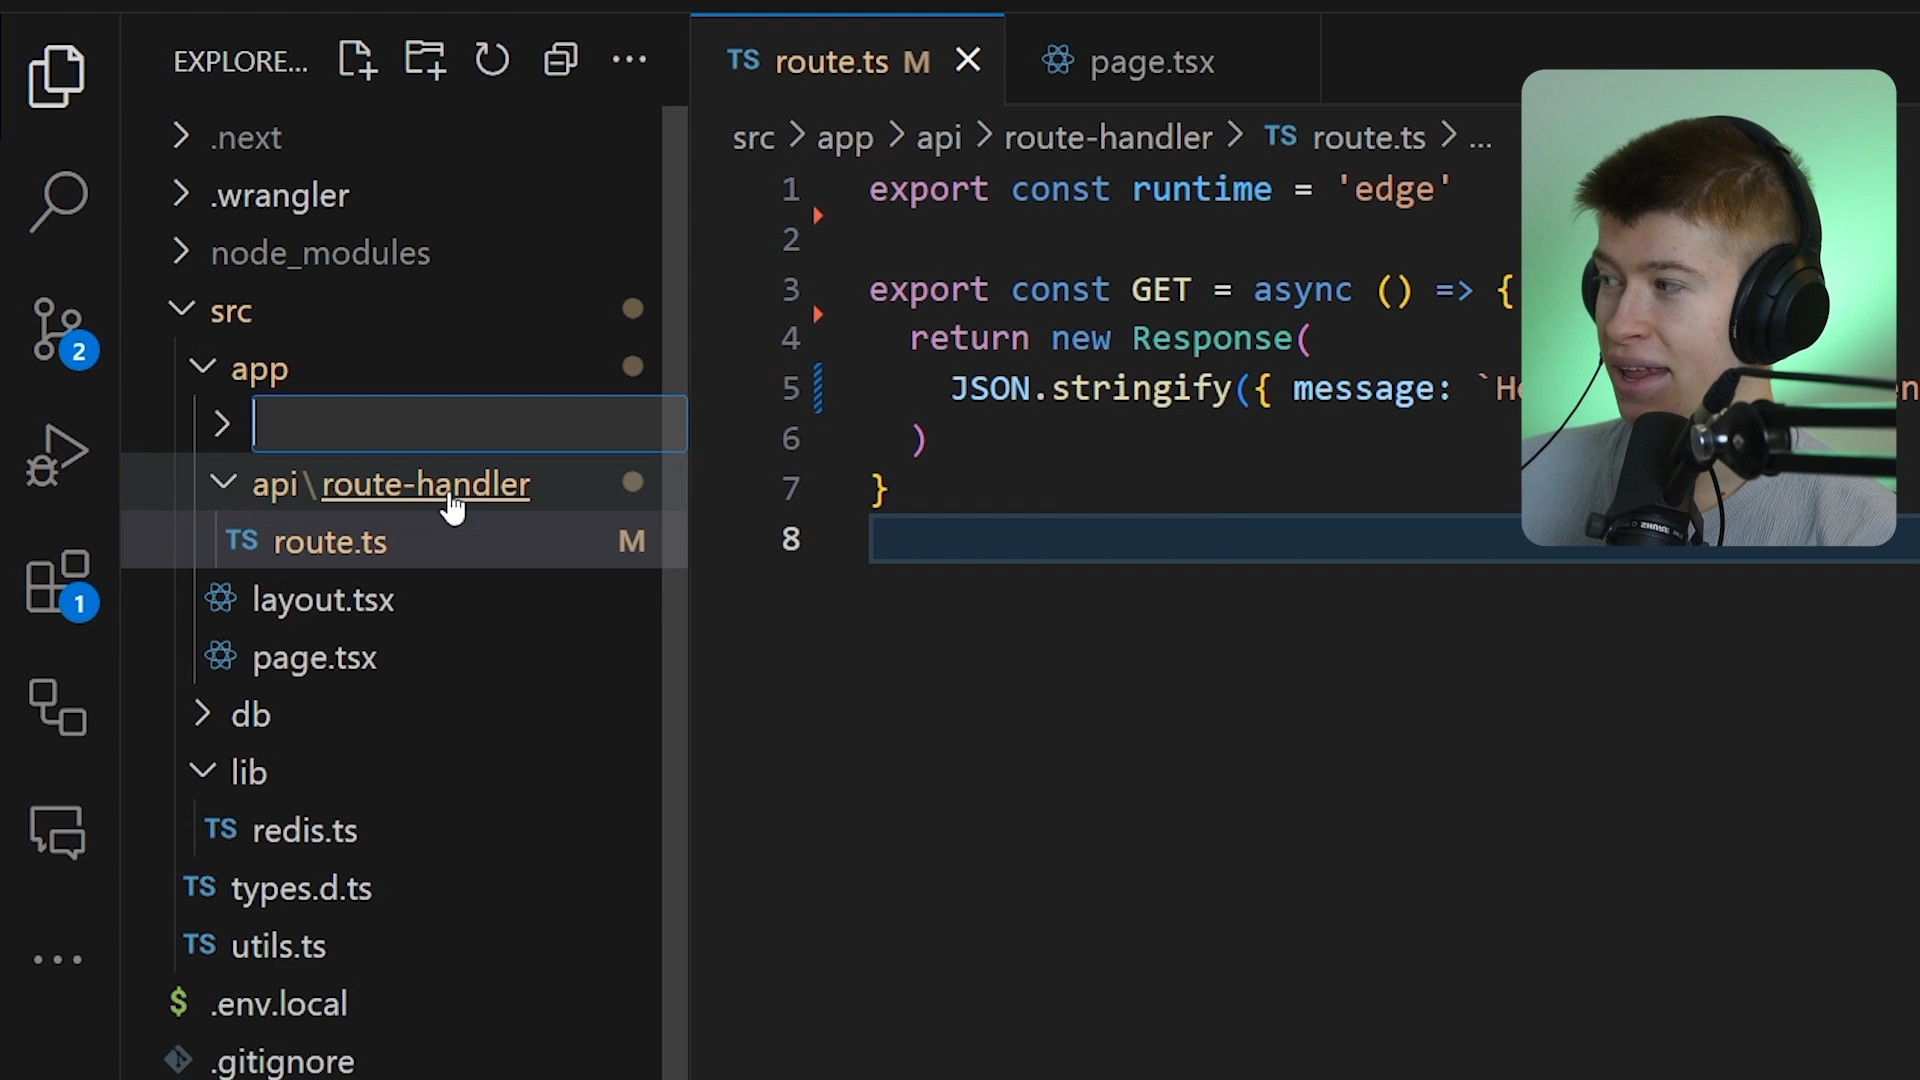 EXPLORE...
.next
.wrangler
node_modules
src
app
api\route-handler
TS route.ts M
layout.tsx
page.tsx
db
lib
TS redis.ts
TS types.d.ts
TS utils.ts
$ .env.local
.gitignore
2
1
TS route.ts M
page.tsx
src > app > api > route-handler > TS route.ts > ...
1 export const runtime = 'edge'
2
3 export const GET = async () => {
4 return new Response(
5 JSON.stringify({ message: `He
6 )
7 }
8